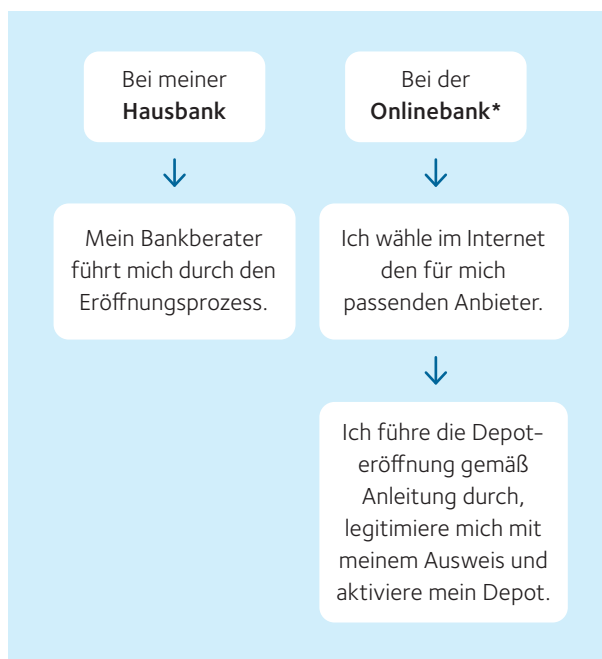 Bei meiner
Hausbank
Mein Bankberater
führt mich durch den
Eröffnungsprozess.
Bei der
Onlinebank*
Ich wähle im Internet
den für mich
passenden Anbieter.
Ich führe die Depot-
eröffnung gemäß
Anleitung durch,
legitimiere mich mit
meinem Ausweis und
aktiviere mein Depot.